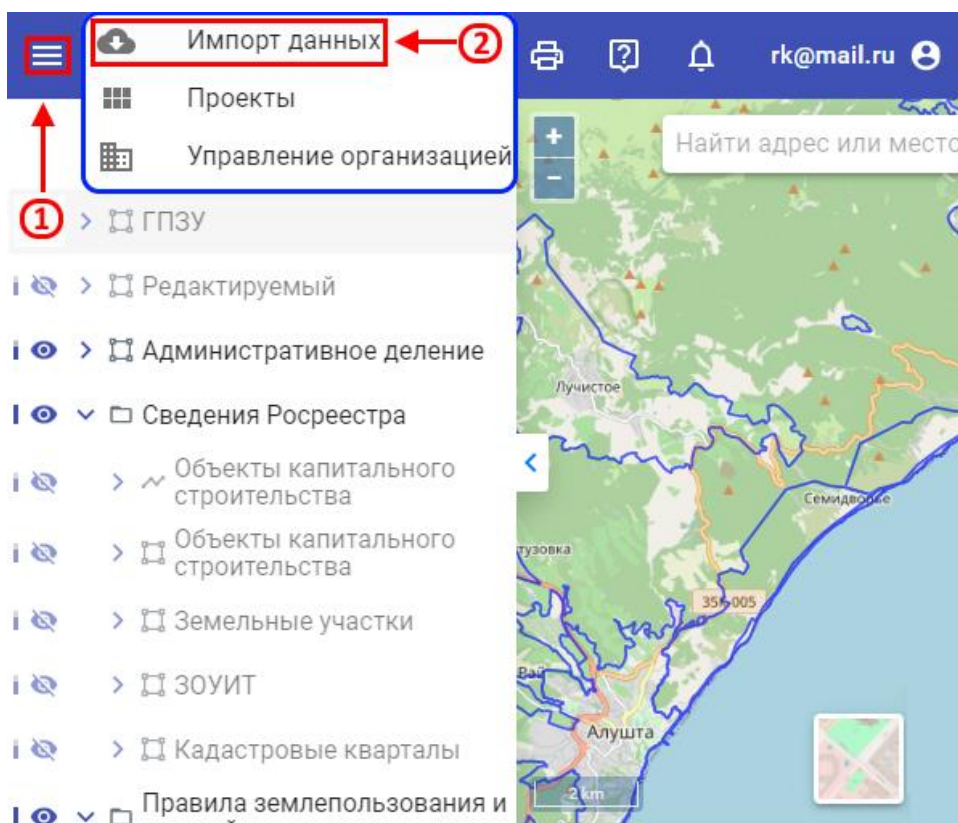 Импорт данных
2
rk@mail.ru
Проекты
Управление организацией
+
−
Найти адрес или место
1
ГПЗУ
Редактируемый
Административное деление
Сведения Росреестра
Объекты капитального
строительства
Объекты капитального
строительства
Земельные участки
ЗОУИТ
Кадастровые кварталы
Правила землепользования и
Лучистое
Семидворье
тузовка
35К-005
Алушта
2 km